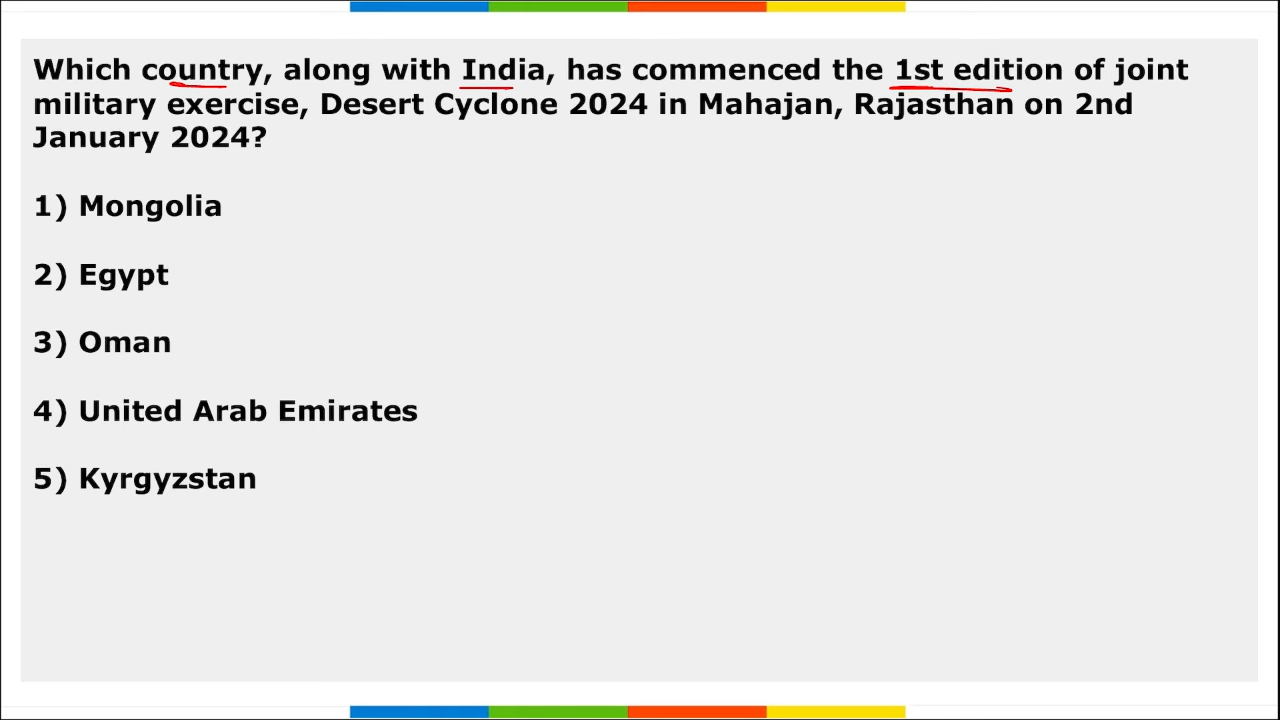 Which country, along with India, has commenced the 1st edition of joint
military exercise, Desert Cyclone 2024 in Mahajan, Rajasthan on 2nd
January 2024?
1) Mongolia
2) Egypt
3) Oman
4) United Arab Emirates
5) Kyrgyzstan